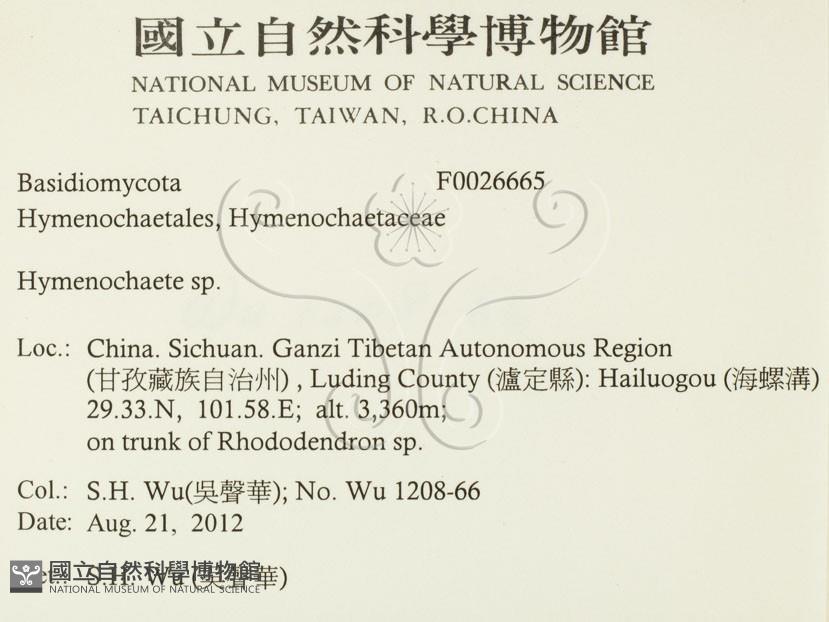 國立自然科學博物館
NATIONAL MUSEUM OF NATURAL SCIENCE
TAICHUNG, TAIWAN, R.O.CHINA
Basidiomycota F0026665
Hymenochaetales, Hymenochaetaceae
Hymenochaete sp.
Loc.: China. Sichuan. Ganzi Tibetan Autonomous Region
(甘孜藏族自治州) , Luding County (瀘定縣): Hailuogou (海螺溝)
29.33.N, 101.58.E; alt. 3,360m;
on trunk of Rhododendron sp.
Col.: S.H. Wu(吳聲華); No. Wu 1208-66
Date: Aug. 21, 2012
S.H. Wu (吳聲華)
國立自然科學博物館
NATIONAL MUSEUM OF NATURAL SCIENCE